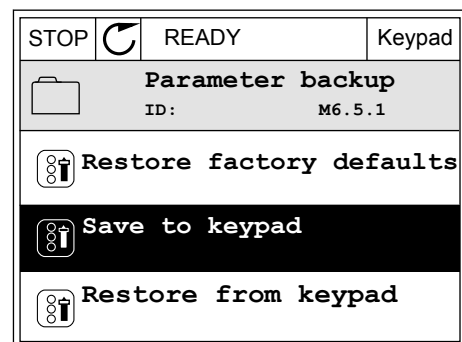 STOP READY Keypad
Parameter backup
ID: M6.5.1
Restore factory defaults
Save to keypad
Restore from keypad